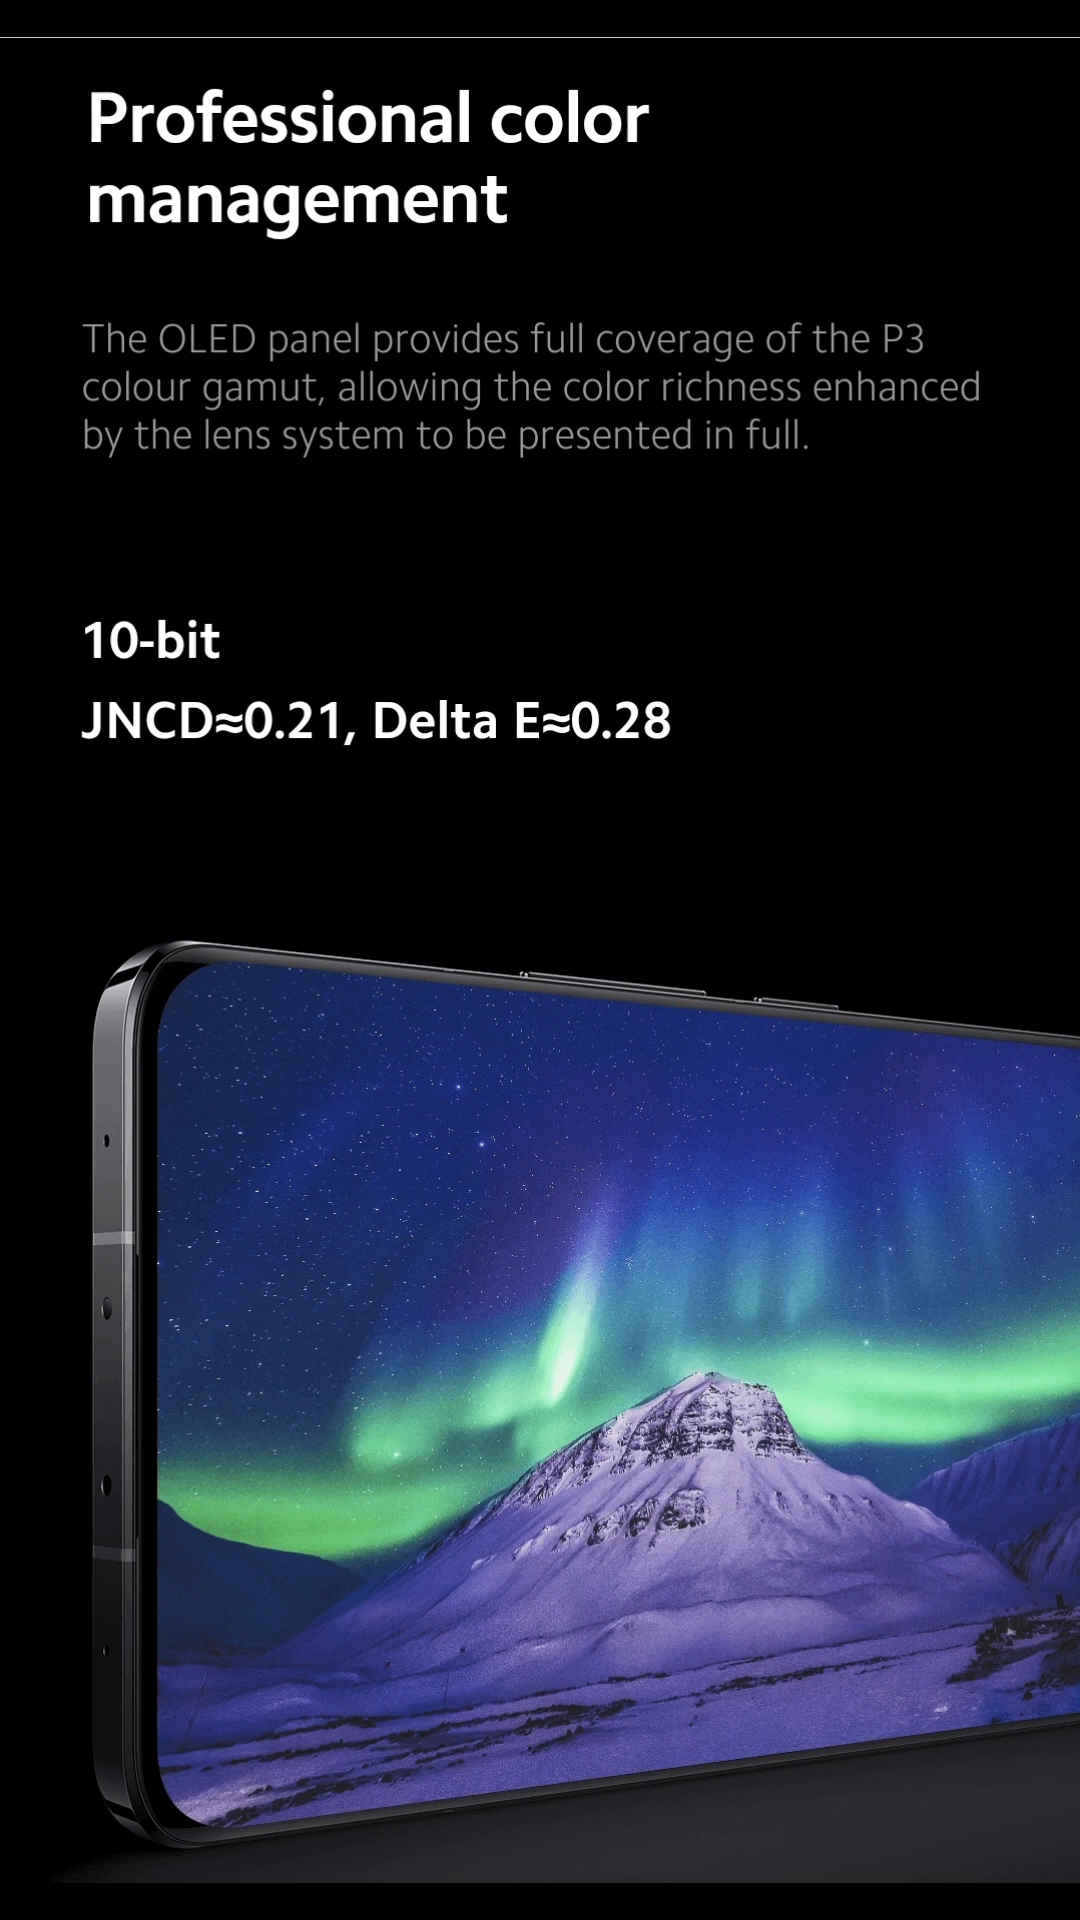 Professional color
management
The OLED panel provides full coverage of the P3
colour gamut, allowing the color richness enhanced
by the lens system to be presented in full.
10-bit
JNCD≈0.21, Delta E≈0.28